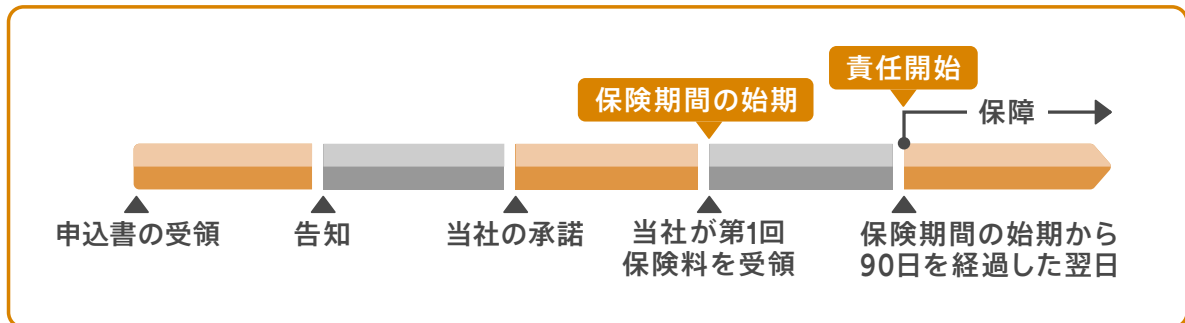 責任開始
保険期間の始期
保障
申込書の受領
告知
当社の承諾
当社が第1回
保険料を受領
保険期間の始期から
90日を経過した翌日